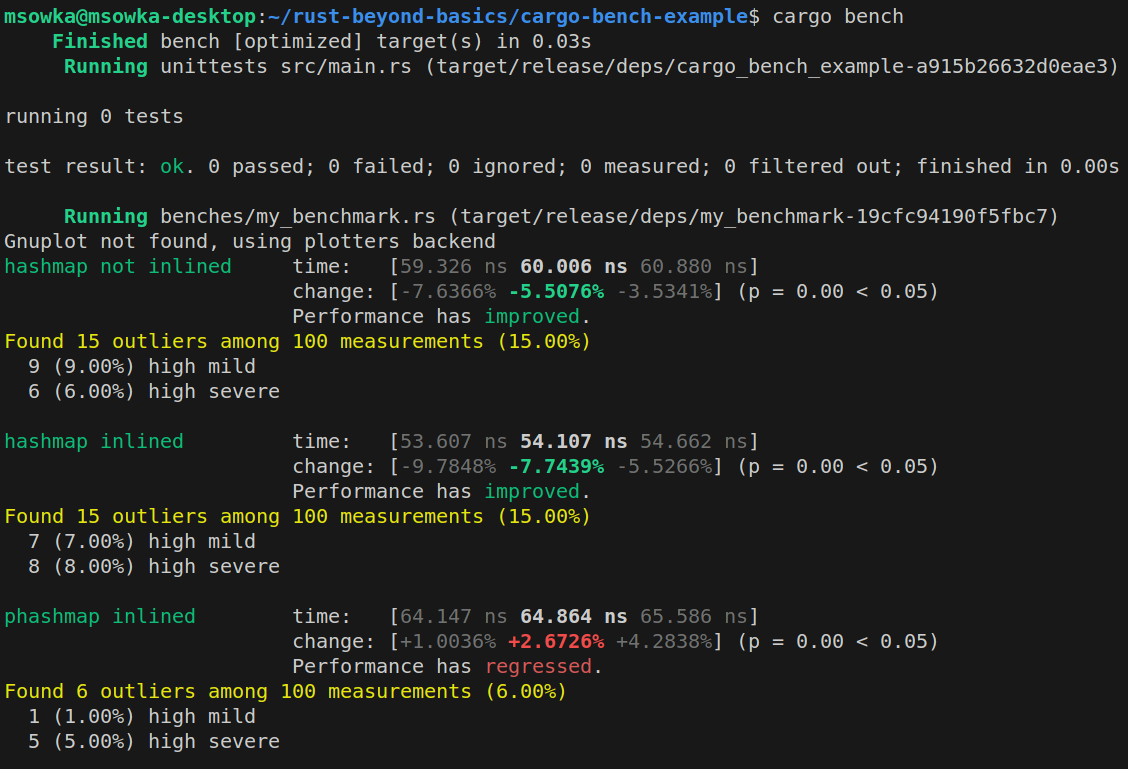 msowka@msowka-desktop:~/rust-beyond-basics/cargo-bench-example$ cargo bench
    Finished bench [optimized] target(s) in 0.03s
     Running unittests src/main.rs (target/release/deps/cargo_bench_example-a915b26632d0eae3)

running 0 tests

test result: ok. 0 passed; 0 failed; 0 ignored; 0 measured; 0 filtered out; finished in 0.00s

     Running benches/my_benchmark.rs (target/release/deps/my_benchmark-19cfc94190f5fbc7)
Gnuplot not found, using plotters backend
hashmap not inlined     time:   [59.326 ns 60.006 ns 60.880 ns]
                        change: [-7.6366% -5.5076% -3.5341%] (p = 0.00 < 0.05)
                        Performance has improved.
Found 15 outliers among 100 measurements (15.00%)
  9 (9.00%) high mild
  6 (6.00%) high severe

hashmap inlined         time:   [53.607 ns 54.107 ns 54.662 ns]
                        change: [-9.7848% -7.7439% -5.5266%] (p = 0.00 < 0.05)
                        Performance has improved.
Found 15 outliers among 100 measurements (15.00%)
  7 (7.00%) high mild
  8 (8.00%) high severe

phashmap inlined        time:   [64.147 ns 64.864 ns 65.586 ns]
                        change: [+1.0036% +2.6726% +4.2838%] (p = 0.00 < 0.05)
                        Performance has regressed.
Found 6 outliers among 100 measurements (6.00%)
  1 (1.00%) high mild
  5 (5.00%) high severe